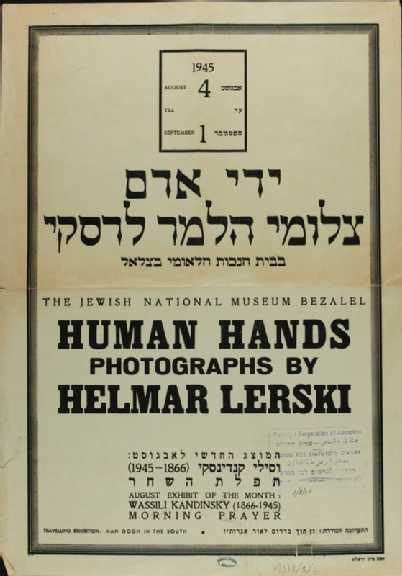 1945
AUGUST 4 אבגוסט
TILL עד
SEPTEMBER 1 ספטמבר
ידי אדם
צלומי הלמר לרסקי
בבית הנכות הלאומי בצלאל
THE JEWISH NATIONAL MUSEUM BEZALEL
HUMAN HANDS
PHOTOGRAPHS BY
HELMAR LERSKI
המוצג החדשי לאבגוסט:
וסילי קנדינסקי (1866–1945)
תפלת השחר
AUGUST EXHIBIT OF THE MONTH:
WASSILI KANDINSKY (1866-1945)
MORNING PRAYER
TRAVELLING EXHIBITION: VAN GOGH IN THE SOUTH • התערוכה הנודדת: